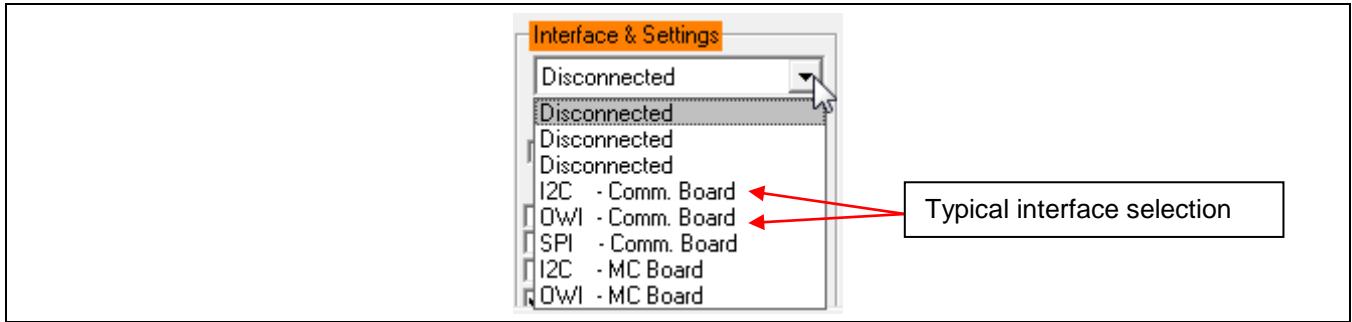 Interface & Settings
Disconnected
Disconnected
Disconnected
Disconnected
I2C - Comm. Board
OWI - Comm. Board
SPI - Comm. Board
I2C - MC Board
OWI - MC Board
Typical interface selection